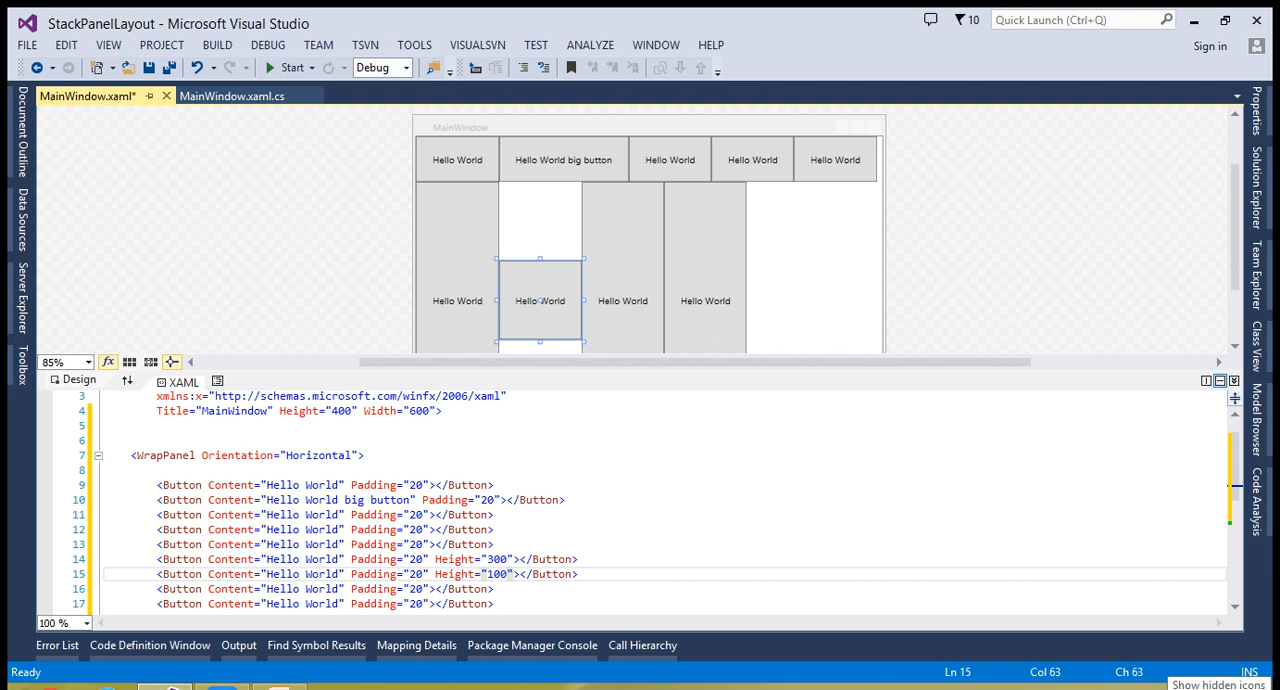 StackPanelLayout - Microsoft Visual Studio
10
Quick Launch (Ctrl+Q)
FILE EDIT VIEW PROJECT BUILD DEBUG TEAM TSVN TOOLS VISUALSVN TEST ANALYZE WINDOW HELP
Sign in
Start Debug
MainWindow.xaml* MainWindow.xaml.cs
Document Outline
Data Sources
Server Explorer
Toolbox
Properties
Solution Explorer
Team Explorer
Class View
Model Browser
Code Analysis
MainWindow
Hello World Hello World big button Hello World Hello World Hello World
Hello World Hello World Hello World Hello World
85% fx
Design XAML
3 xmlns:x="http://schemas.microsoft.com/winfx/2006/xaml"
4 Title="MainWindow" Height="400" Width="600">
5
6
7 <WrapPanel Orientation="Horizontal">
8
9 <Button Content="Hello World" Padding="20"></Button>
10 <Button Content="Hello World big button" Padding="20"></Button>
11 <Button Content="Hello World" Padding="20"></Button>
12 <Button Content="Hello World" Padding="20"></Button>
13 <Button Content="Hello World" Padding="20"></Button>
14 <Button Content="Hello World" Padding="20" Height="300"></Button>
15 <Button Content="Hello World" Padding="20" Height="100"></Button>
16 <Button Content="Hello World" Padding="20"></Button>
17 <Button Content="Hello World" Padding="20"></Button>
100 %
Error List Code Definition Window Output Find Symbol Results Mapping Details Package Manager Console Call Hierarchy
Ready Ln 15 Col 63 Ch 63 INS
Show hidden icons